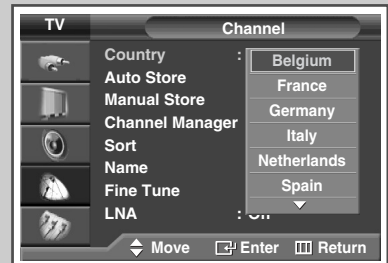 TV
Channel
Country :
Auto Store
Manual Store
Channel Manager
Sort
Name
Fine Tune
LNA :
Belgium
France
Germany
Italy
Netherlands
Spain
Move Enter Return